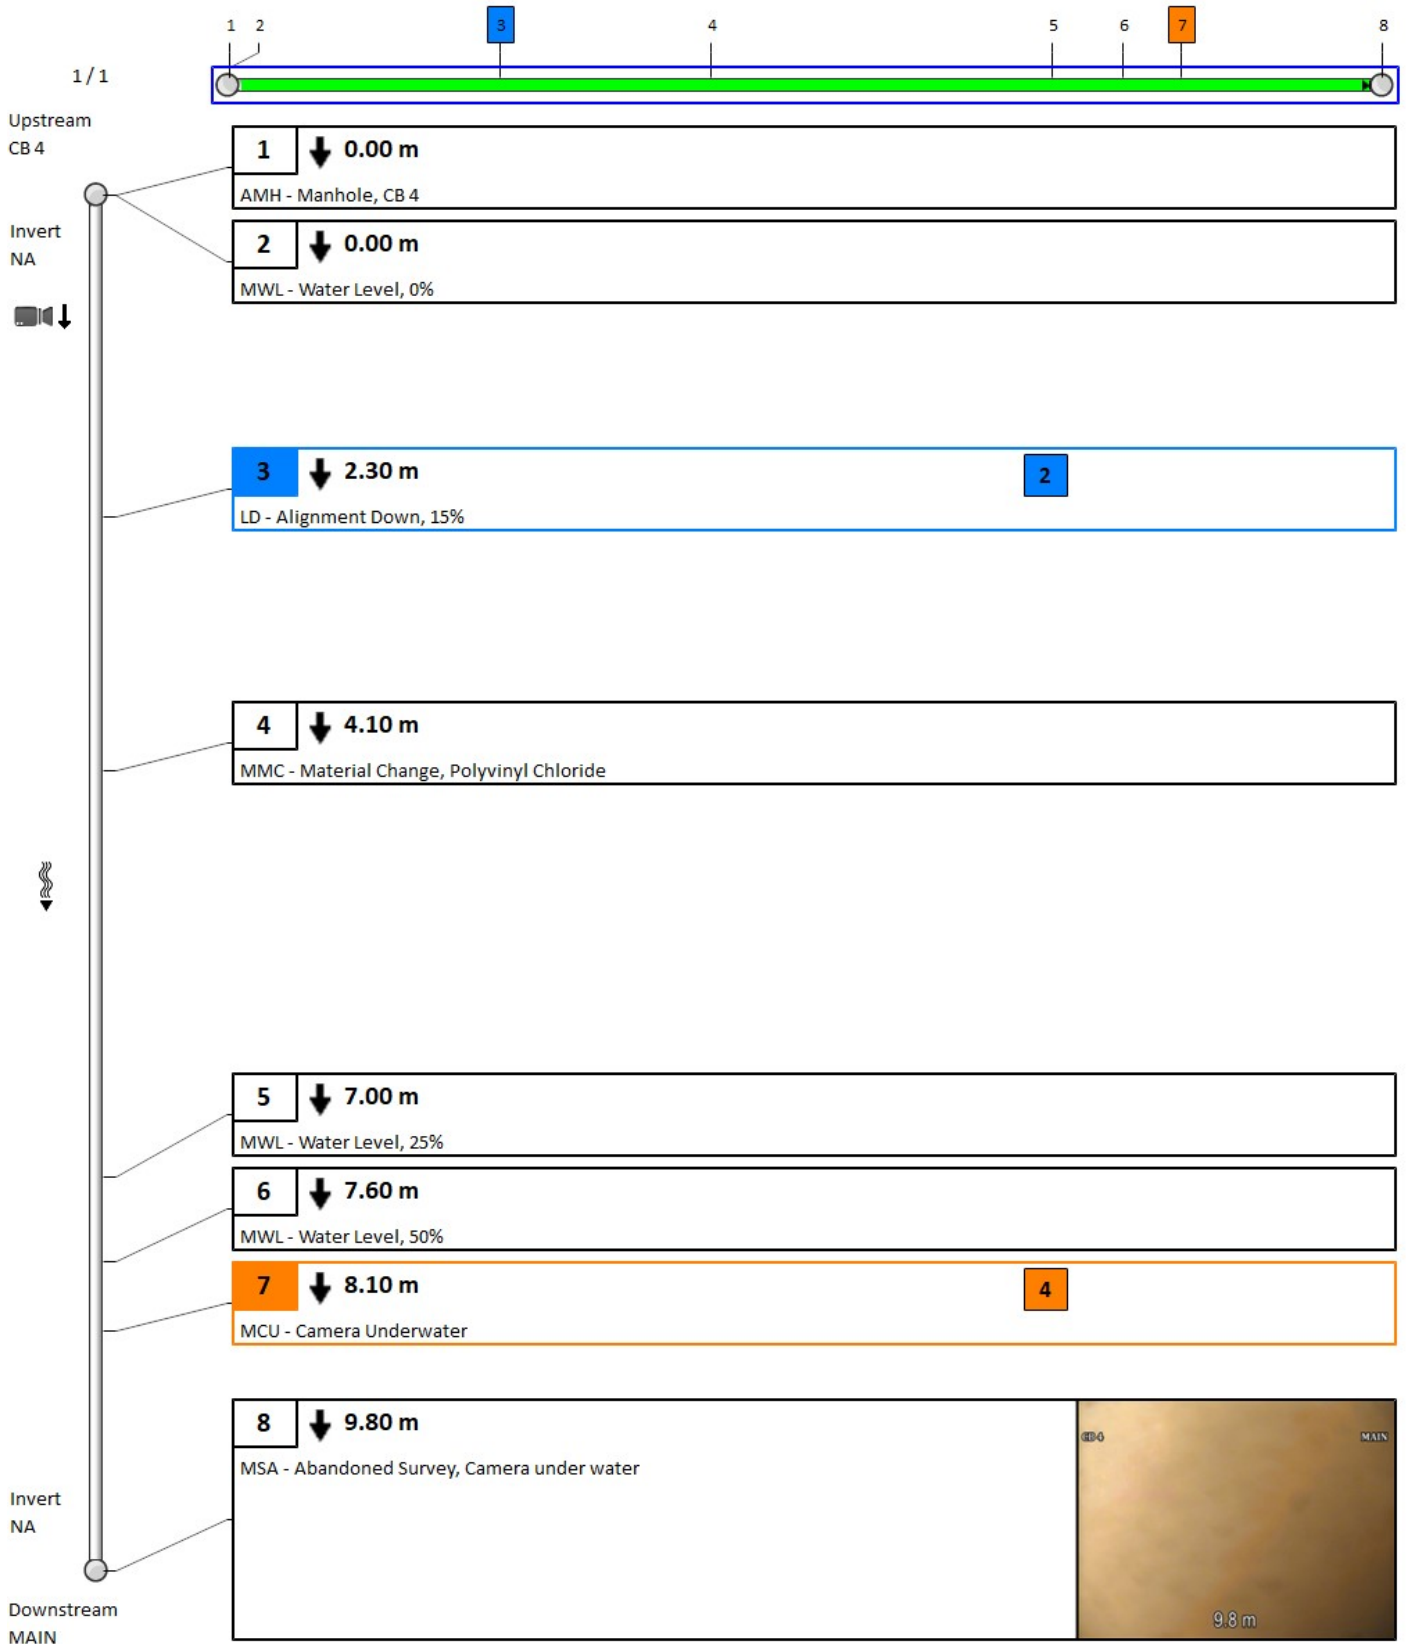 1 2 3 4 5 6 7 8
1 / 1
Upstream
CB 4
1 0.00 m
AMH - Manhole, CB 4
Invert
NA
2 0.00 m
MWL - Water Level, 0%
3 2.30 m 2
LD - Alignment Down, 15%
4 4.10 m
MMC - Material Change, Polyvinyl Chloride
5 7.00 m
MWL - Water Level, 25%
6 7.60 m
MWL - Water Level, 50%
7 8.10 m 4
MCU - Camera Underwater
8 9.80 m
CB 4 MAIN
MSA - Abandoned Survey, Camera under water
9.8 m
Invert
NA
Downstream
MAIN